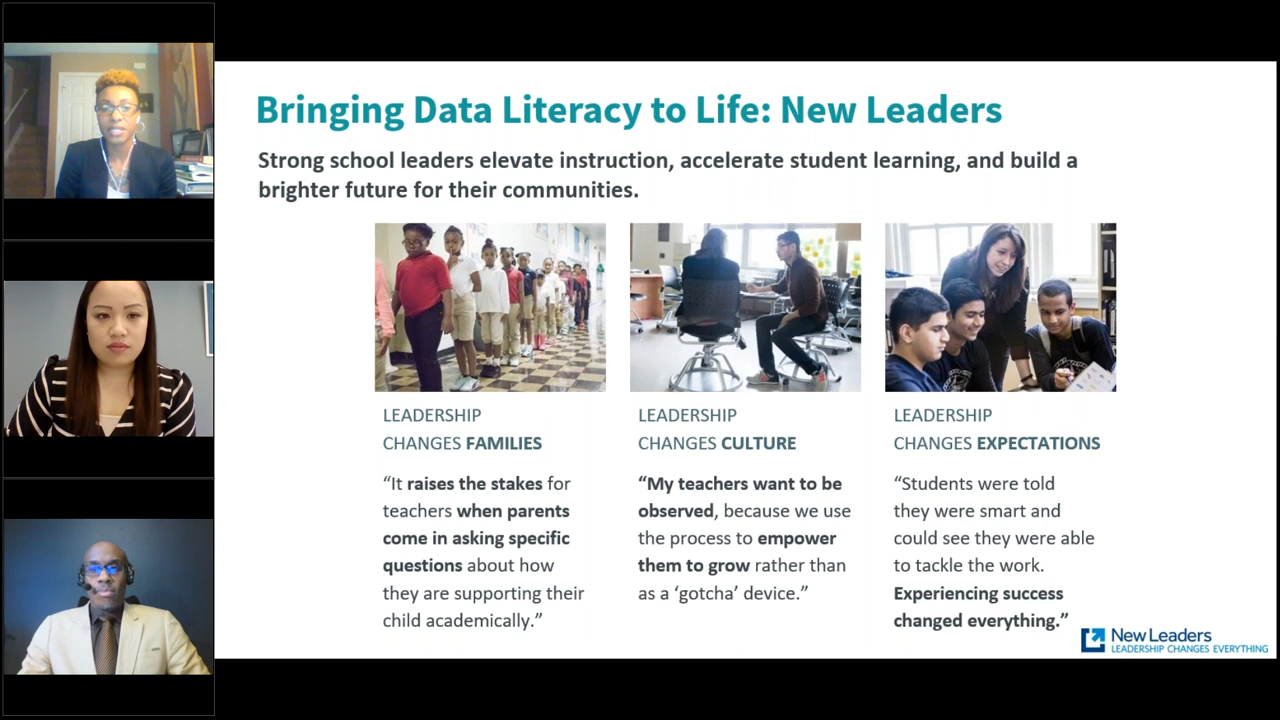 Bringing Data Literacy to Life: New Leaders
Strong school leaders elevate instruction, accelerate student learning, and build a
brighter future for their communities.
LEADERSHIP
CHANGES FAMILIES
“It raises the stakes for
teachers when parents
come in asking specific
questions about how
they are supporting their
child academically.”
LEADERSHIP
CHANGES CULTURE
“My teachers want to be
observed, because we use
the process to empower
them to grow rather than
as a ‘gotcha’ device.”
LEADERSHIP
CHANGES EXPECTATIONS
“Students were told
they were smart and
could see they were able
to tackle the work.
Experiencing success
changed everything.”
New Leaders
LEADERSHIP CHANGES EVERYTHING